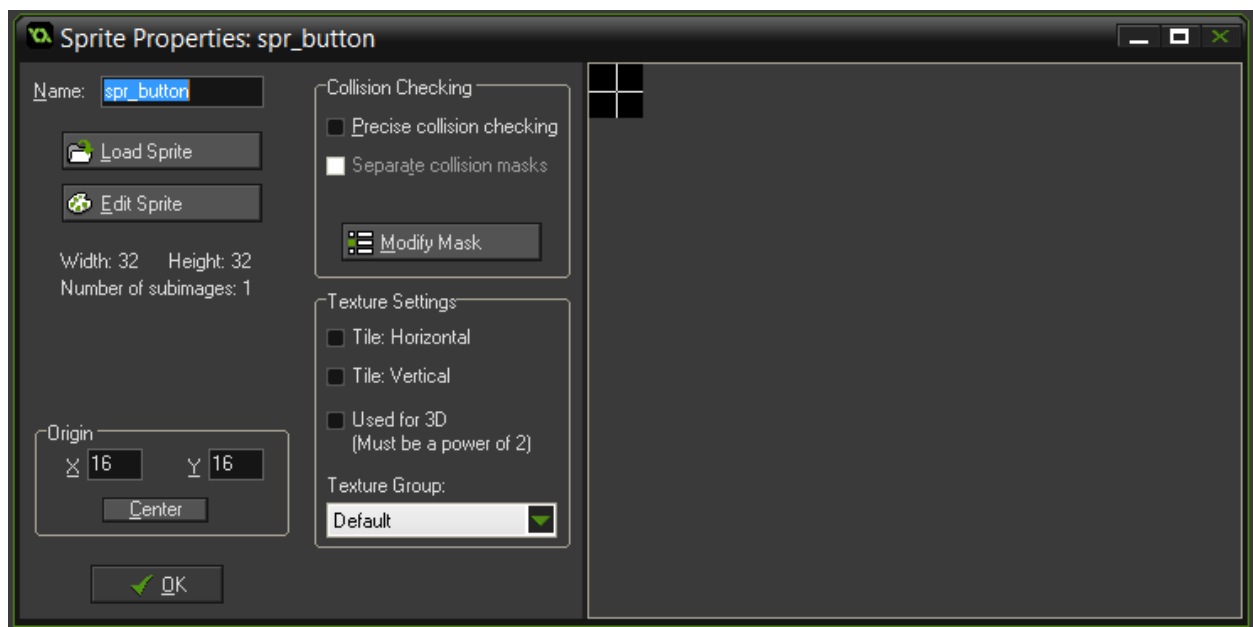 Sprite Properties: spr_button
Name: spr_button
Load Sprite
Edit Sprite
Width: 32 Height: 32
Number of subimages: 1
Origin
X 16 Y 16
Center
OK
Collision Checking
Precise collision checking
Separate collision masks
Modify Mask
Texture Settings
Tile: Horizontal
Tile: Vertical
Used for 3D
(Must be a power of 2)
Texture Group:
Default